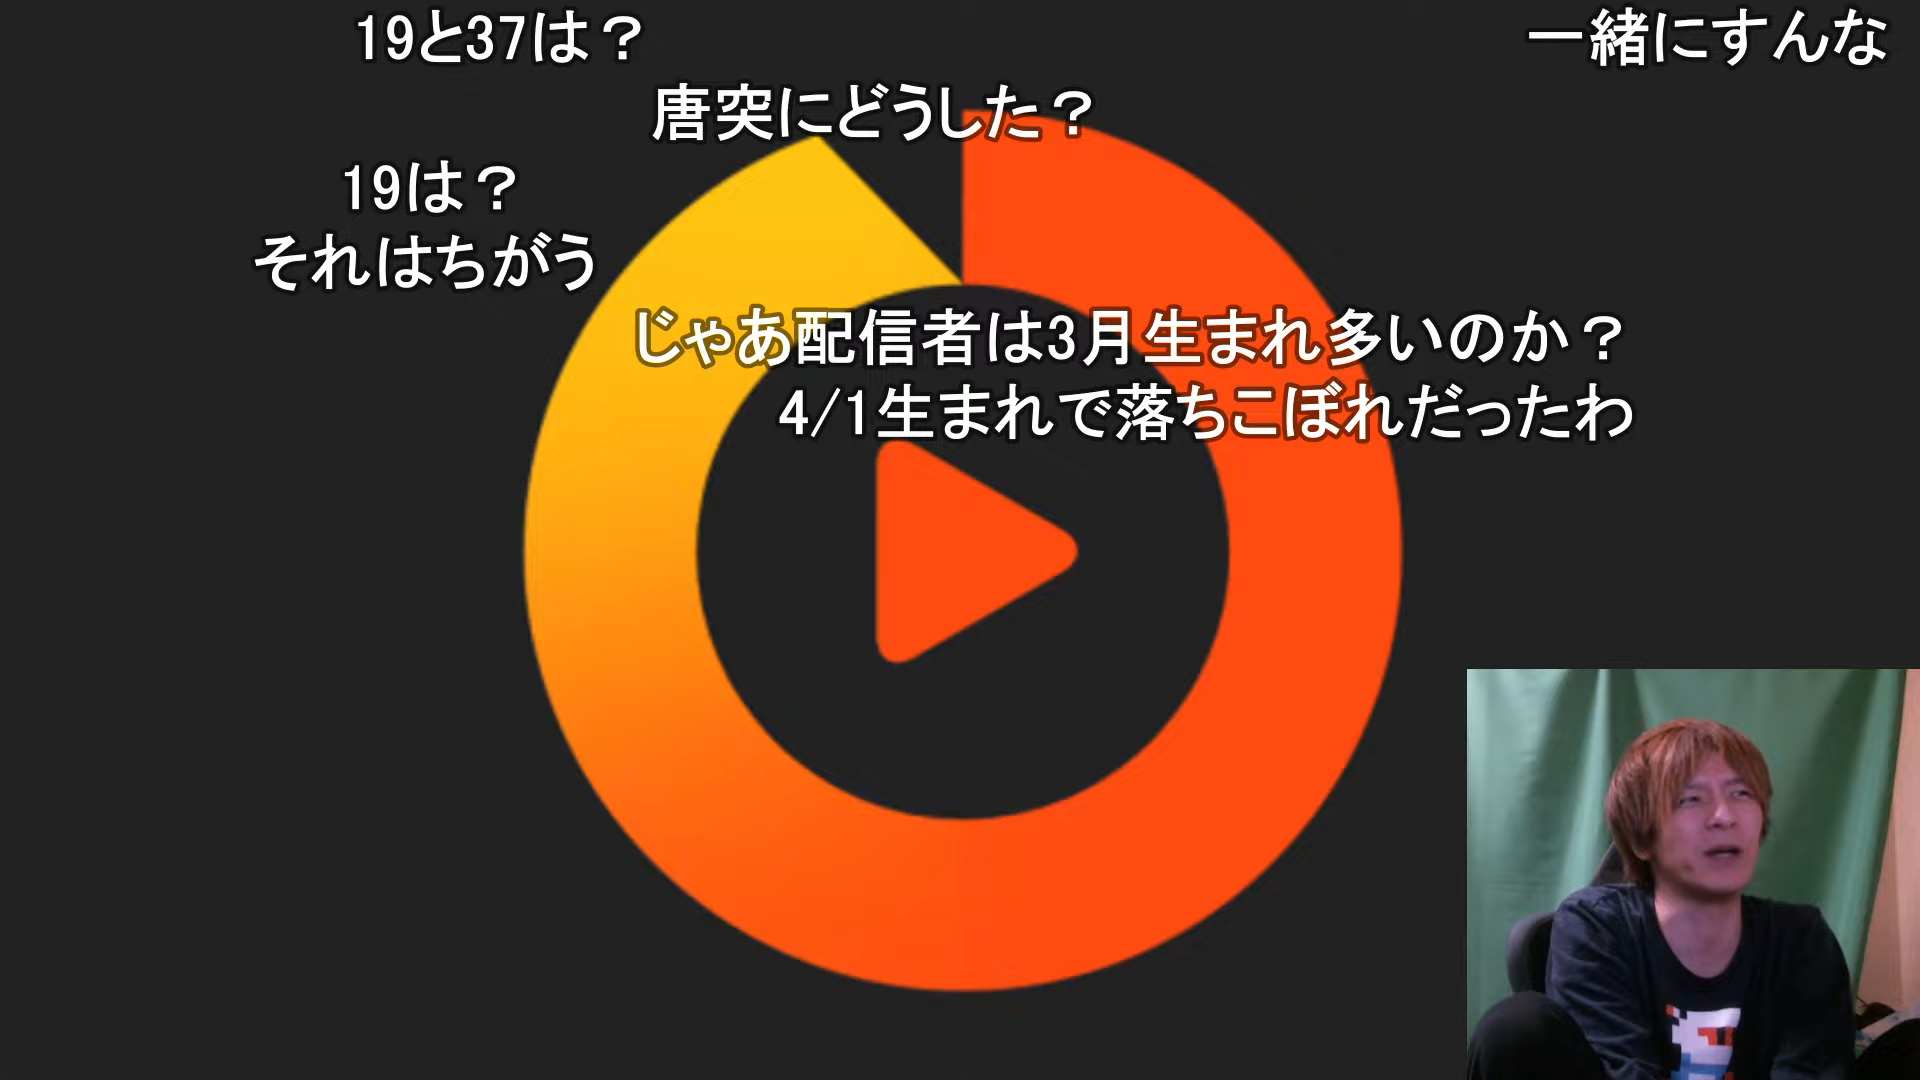 19と37は？
一緒にすんな
唐突にどうした？
19は？
それはちがう
じゃあ配信者は3月生まれ多いのか？
4/1生まれで落ちこぼれだったわ